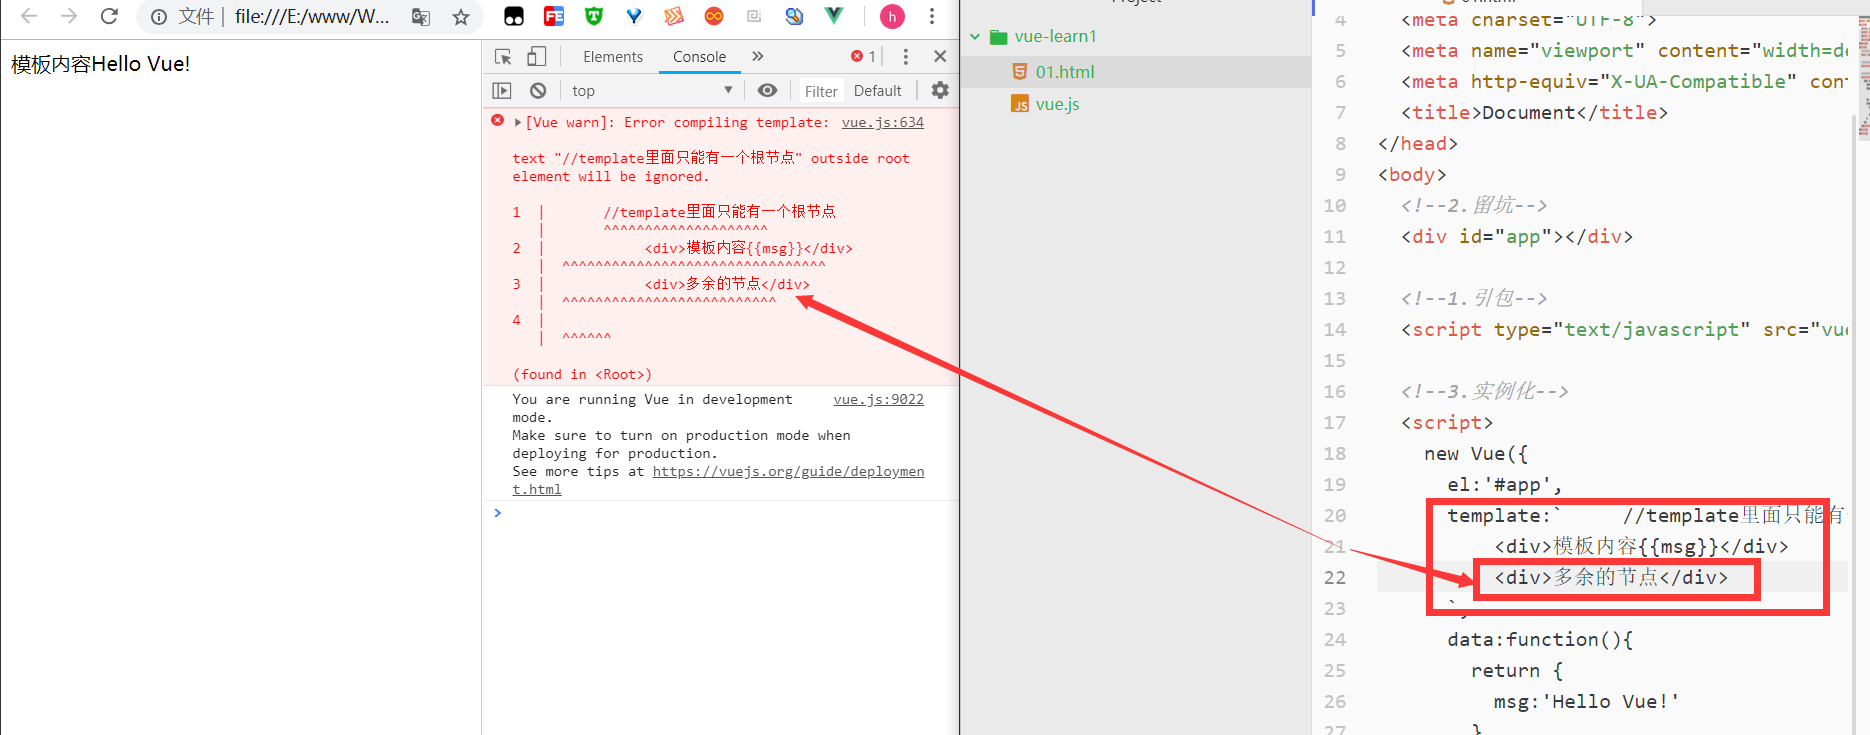 文件 | file:///E:/www/W...
h
模板内容Hello Vue!
Elements Console » 1
top Filter Default
[Vue warn]: Error compiling template: vue.js:634
text "//template里面只能有一个根节点" outside root
element will be ignored.
1 | //template里面只能有一个根节点
| ^^^^^^^^^^^^^^^^^^^^
2 | <div>模板内容{{msg}}</div>
| ^^^^^^^^^^^^^^^^^^^^^^^^^^^^^^^^
3 | <div>多余的节点</div>
| ^^^^^^^^^^^^^^^^^^^^^^^^^^
4 |
| ^^^^^^
(found in <Root>)
You are running Vue in development vue.js:9022
mode.
Make sure to turn on production mode when
deploying for production.
See more tips at https://vuejs.org/guide/deploymen
t.html
>
Project
vue-learn1
01.html
JS vue.js
4 <meta charset="UTF-8">
5 <meta name="viewport" content="width=de
6 <meta http-equiv="X-UA-Compatible" con
7 <title>Document</title>
8 </head>
9 <body>
10 <!--2.留坑-->
11 <div id="app"></div>
12
13 <!--1.引包-->
14 <script type="text/javascript" src="vue
15
16 <!--3.实例化-->
17 <script>
18 new Vue({
19 el:'#app',
20 template:` //template里面只能有
21 <div>模板内容{{msg}}</div>
22 <div>多余的节点</div>
23 `,
24 data:function(){
25 return {
26 msg:'Hello Vue!'
27 }